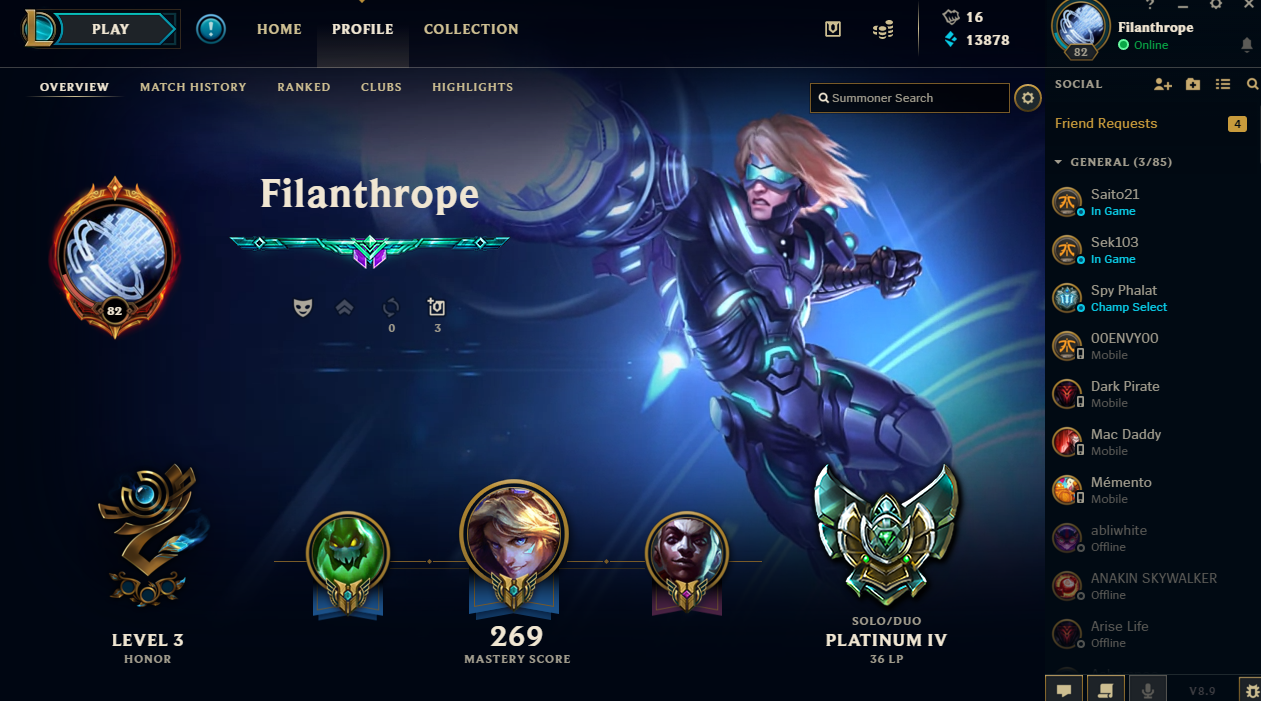 PLAY
HOME
PROFILE
COLLECTION
16
13878
?
82
Filanthrope
Online
OVERVIEW
MATCH HISTORY
RANKED
CLUBS
HIGHLIGHTS
Summoner Search
SOCIAL
Friend Requests
4
GENERAL (3/85)
Filanthrope
82
0
3
Saito21
In Game
Sek103
In Game
Spy Phalat
Champ Select
00ENVY00
Mobile
Dark Pirate
Mobile
Mac Daddy
Mobile
Mémento
Mobile
abliwhite
Offline
ANAKIN SKYWALKER
Offline
Arise Life
Offline
LEVEL 3
HONOR
269
MASTERY SCORE
SOLO/DUO
PLATINUM IV
36 LP
V8.9